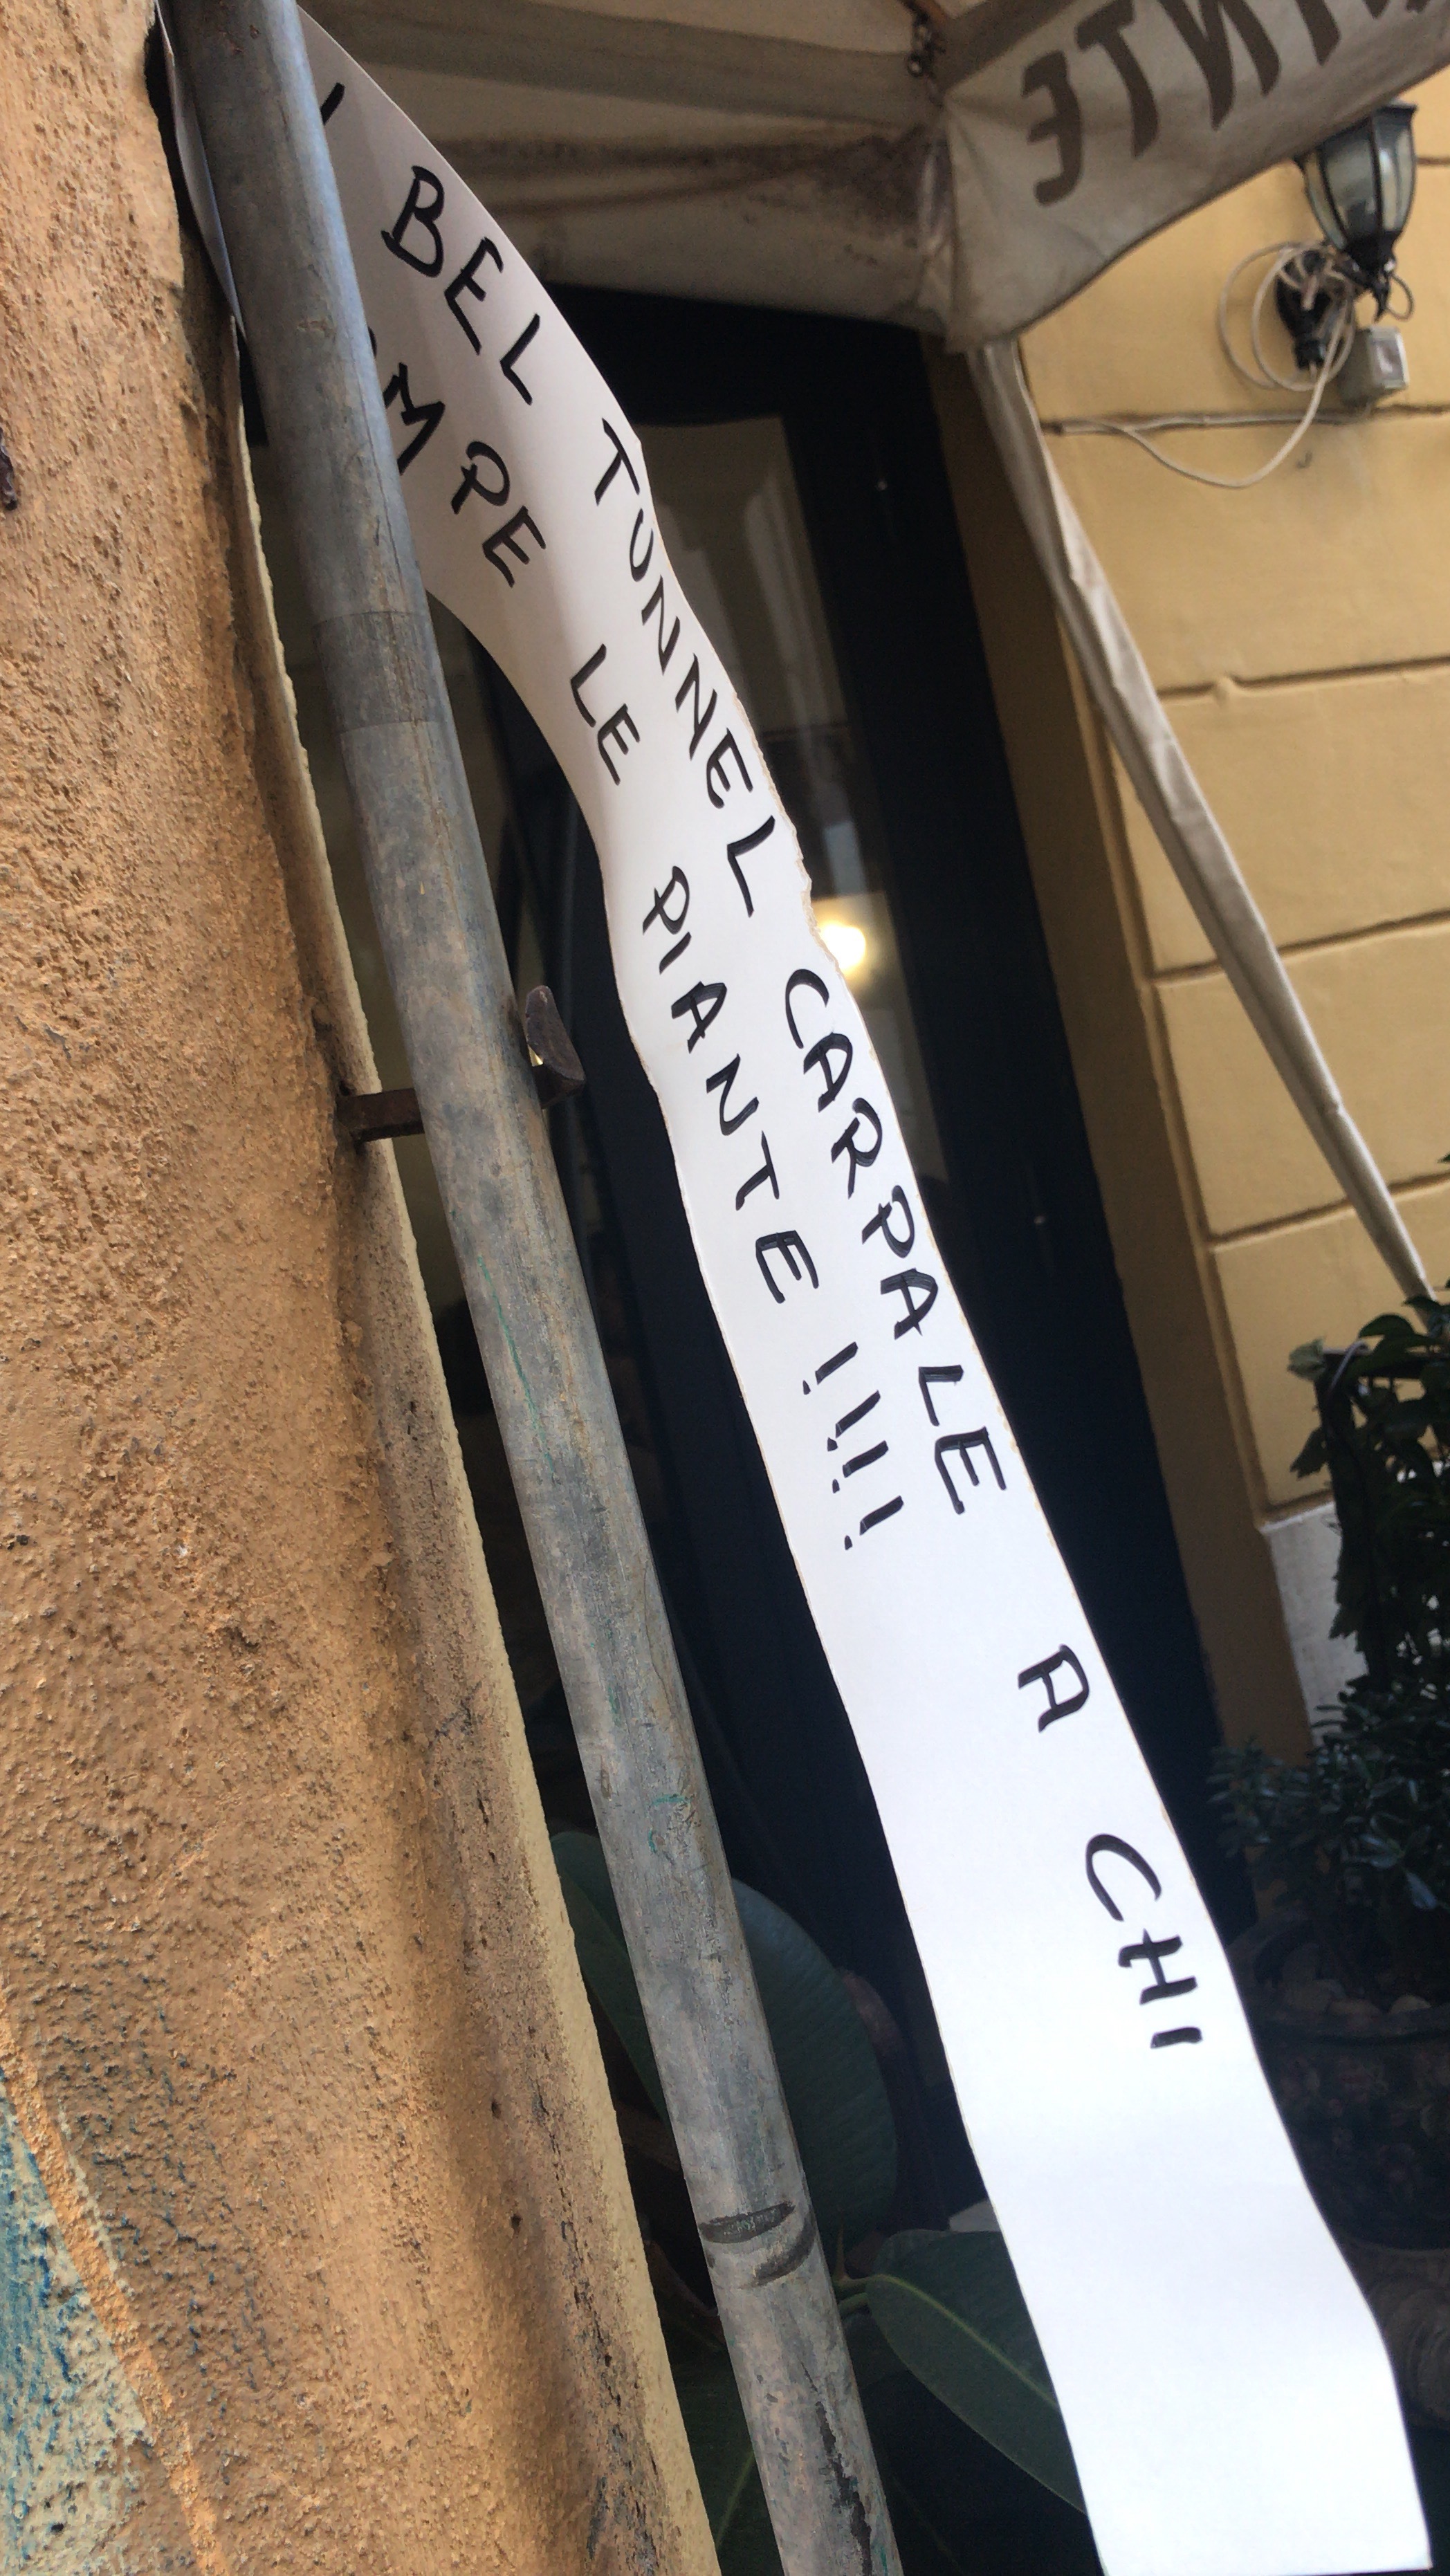 BEL TUNNEL CARPALE A CHI
MPE LE PIANTE !!!!!